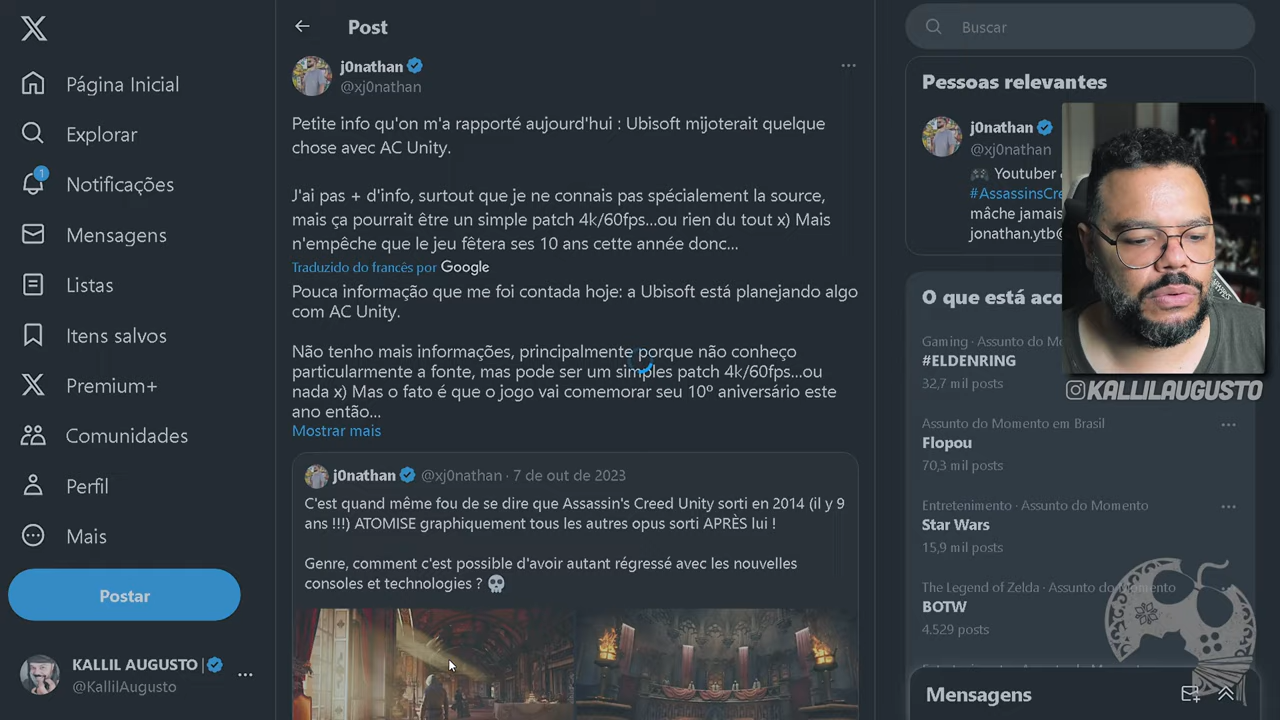 Página Inicial
Explorar
1
Notificações
Mensagens
Listas
Itens salvos
Premium+
Comunidades
Perfil
Mais
Postar
KALLIL AUGUSTO |
@KallilAugusto
Post
j0nathan
@xj0nathan
Petite info qu'on m'a rapporté aujourd'hui : Ubisoft mijoterait quelque
chose avec AC Unity.
J'ai pas + d'info, surtout que je ne connais pas spécialement la source,
mais ça pourrait être un simple patch 4k/60fps...ou rien du tout x) Mais
n'empêche que le jeu fêtera ses 10 ans cette année donc...
Traduzido do francês por Google
Pouca informação que me foi contada hoje: a Ubisoft está planejando algo
com AC Unity.
Não tenho mais informações, principalmente porque não conheço
particularmente a fonte, mas pode ser um simples patch 4k/60fps...ou
nada x) Mas o fato é que o jogo vai comemorar seu 10º aniversário este
ano então...
Mostrar mais
j0nathan @xj0nathan · 7 de out de 2023
C'est quand même fou de se dire que Assassin's Creed Unity sorti en 2014 (il y 9
ans !!!) ATOMISE graphiquement tous les autres opus sorti APRÈS lui !
Genre, comment c'est possible d'avoir autant régressé avec les nouvelles
consoles et technologies ? 💀
Buscar
Pessoas relevantes
j0nathan
@xj0nathan
🎮 Youtuber
#AssassinsCre
mâche jamais
jonathan.ytb@
KALLILAUGUSTO
O que está aco
Gaming · Assunto do Mo
#ELDENRING
32,7 mil posts
Assunto do Momento em Brasil
Flopou
70,3 mil posts
Entretenimento · Assunto do Momento
Star Wars
15,9 mil posts
The Legend of Zelda · Assunto do Momento
BOTW
4.529 posts
Mensagens